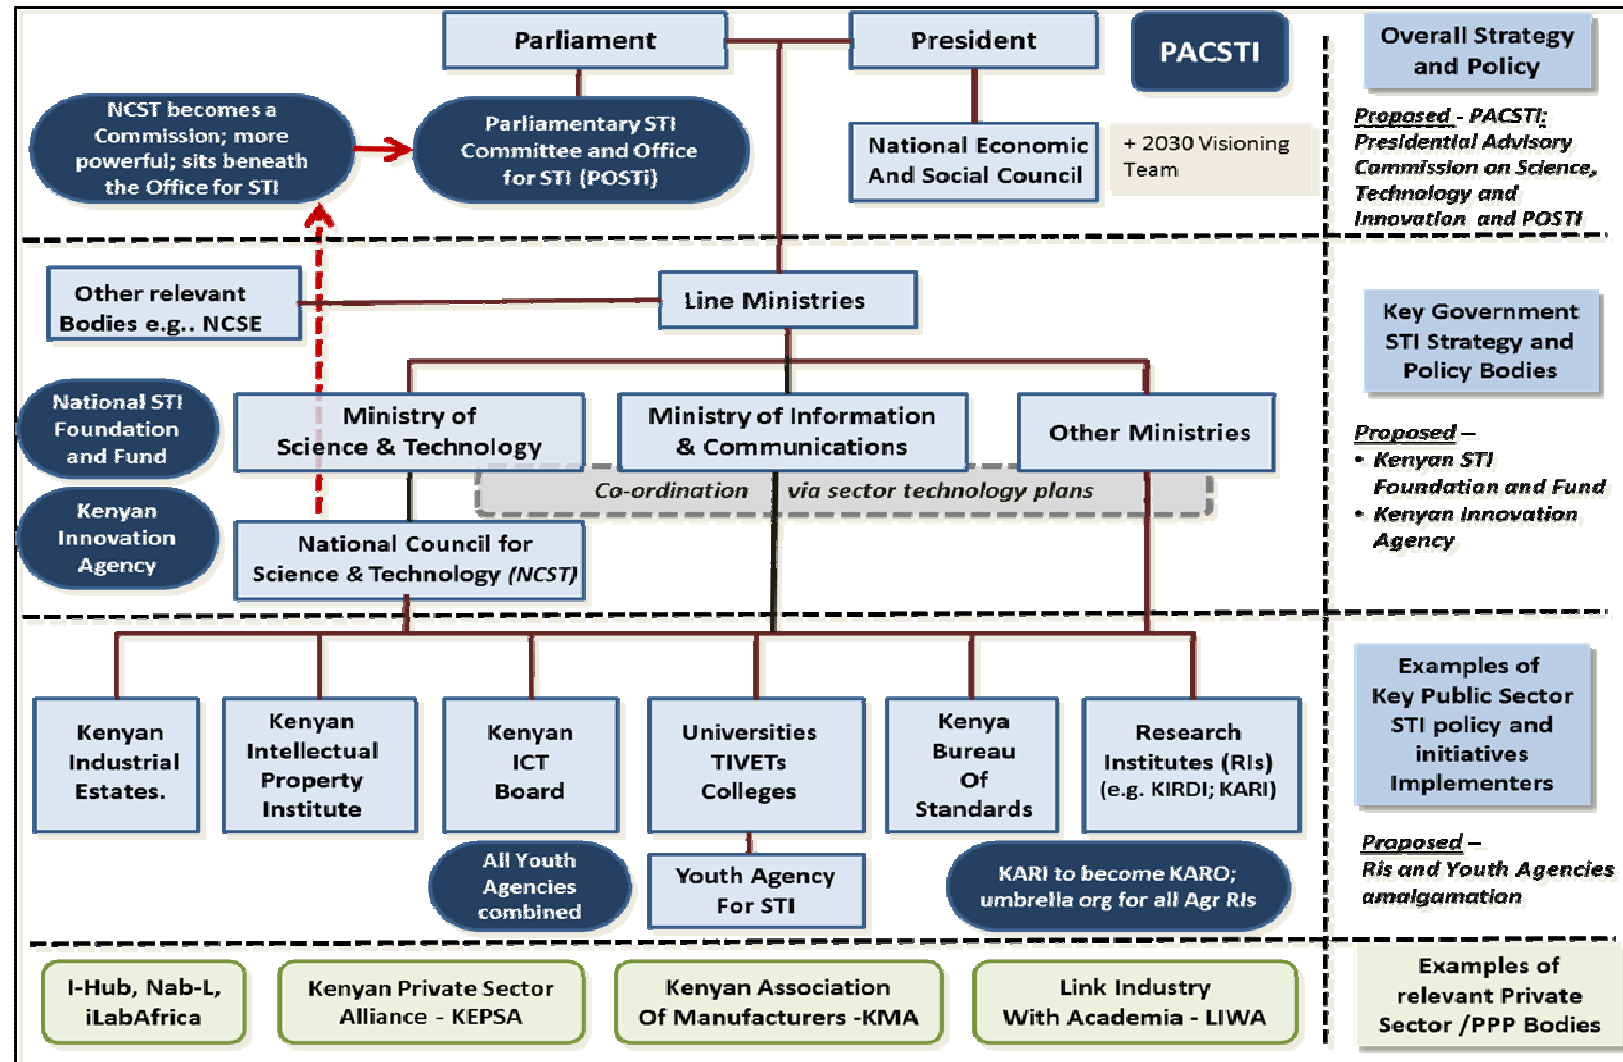 Parliament
President
PACSTI
Overall Strategy
and Policy
NCST becomes a
Commission; more
powerful; sits beneath
the Office for STI
Parliamentary STI
Committee and Office
for STI (POSTi)
National Economic
And Social Council
+ 2030 Visioning
Team
Proposed - PACSTI;
Presidential Advisory
Commission on Science,
Technology and
Innovation and POSTI
Other relevant
Bodies e.g.. NCSE
Line Ministries
Key Government
STI Strategy and
Policy Bodies
National STI
Foundation
and Fund
Ministry of
Science & Technology
Ministry of Information
& Communications
Other Ministries
Proposed –
• Kenyan STI
Foundation and Fund
• Kenyan Innovation
Agency
Co-ordination via sector technology plans
Kenyan
Innovation
Agency
National Council for
Science & Technology (NCST)
Kenyan
Industrial
Estates.
Kenyan
Intellectual
Property
Institute
Kenyan
ICT
Board
Universities
TIVETs
Colleges
Kenya
Bureau
Of
Standards
Research
Institutes (RIs)
(e.g. KIRDI; KARI)
Examples of
Key Public Sector
STI policy and
initiatives
Implementers
All Youth
Agencies
combined
Youth Agency
For STI
KARI to become KARO;
umbrella org for all Agr RIs
Proposed –
Ris and Youth Agencies
amalgamation
I-Hub, Nab-L,
iLabAfrica
Kenyan Private Sector
Alliance - KEPSA
Kenyan Association
Of Manufacturers -KMA
Link Industry
With Academia - LIWA
Examples of
relevant Private
Sector /PPP Bodies